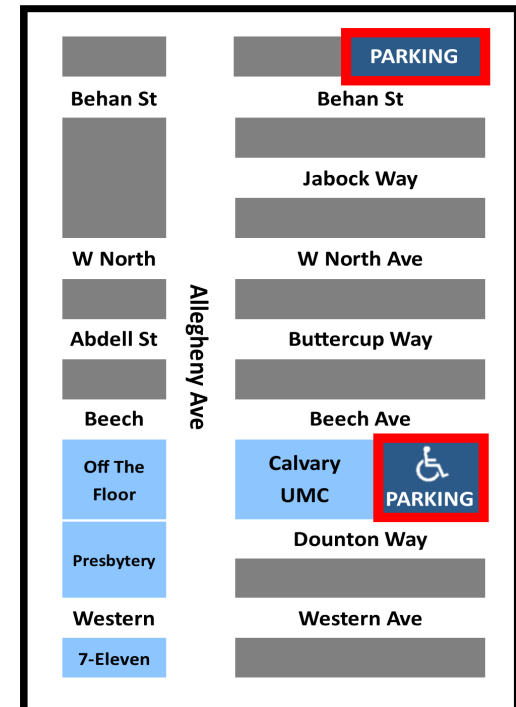 PARKING
Behan St
Behan St
Jabock Way
W North
W North Ave
Allegheny Ave
Abdell St
Buttercup Way
Beech
Beech Ave
Off The
Floor
Calvary
UMC
PARKING
Dounton Way
Presbytery
Western
Western Ave
7-Eleven